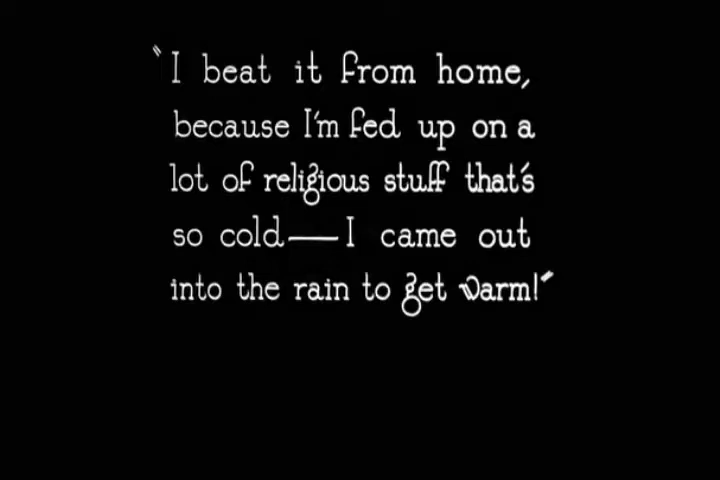 "I beat it from home,
because I'm fed up on a
lot of religious stuff that's
so cold—I came out
into the rain to get warm!"